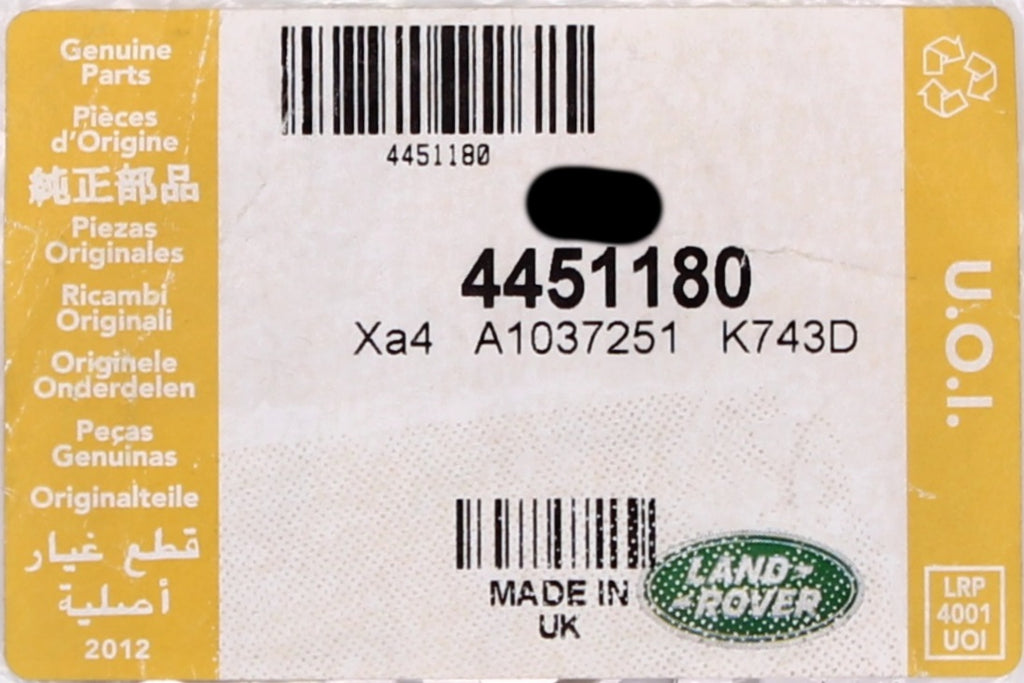 Genuine
Parts
Pièces
d'Origine
純正部品
Piezas
Originales
Ricambi
Originali
Originele
Onderdelen
Peças
Genuinas
Originalteile
قطع غيار
أصلية
2012
4451180
4451180
Xa4 A1037251 K743D
MADE IN
UK
LAND-
-ROVER
U.O.I.
LRP
4001
UOI